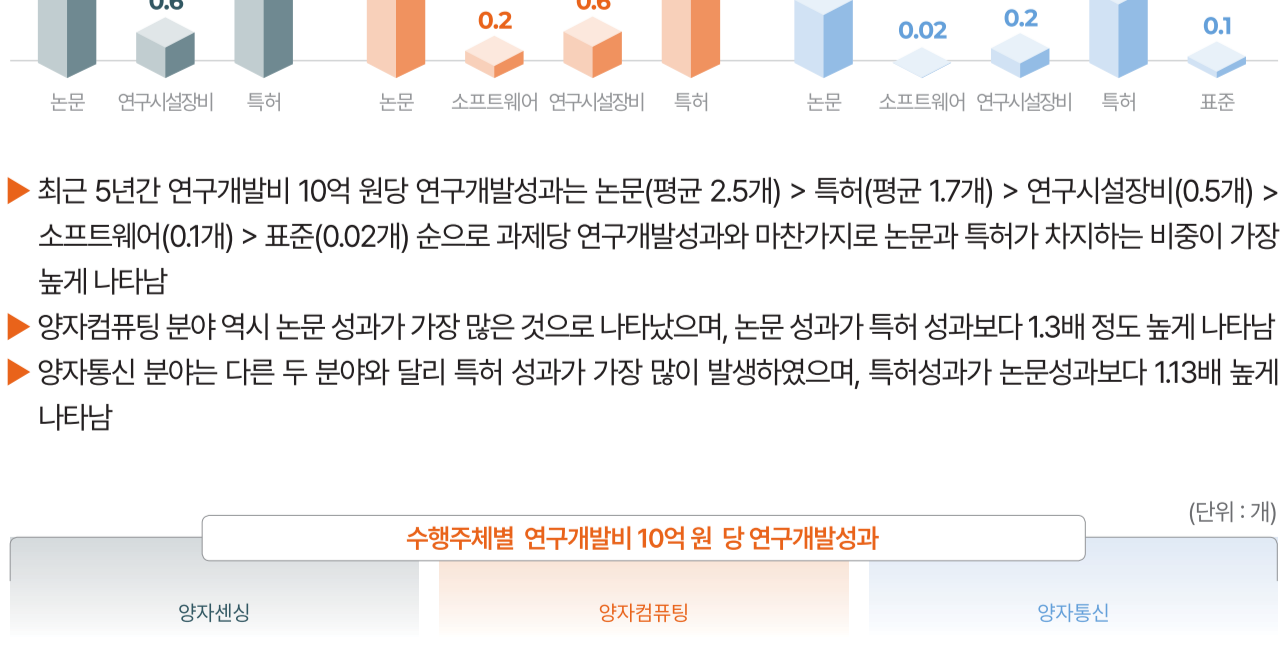 0.6
0.2
0.6
0.02
0.2
0.1
논문 연구시설장비 특허
논문 소프트웨어 연구시설장비 특허
논문 소프트웨어 연구시설장비 특허 표준
▶ 최근 5년간 연구개발비 10억 원당 연구개발성과는 논문(평균 2.5개) > 특허(평균 1.7개) > 연구시설장비(0.5개) >
소프트웨어(0.1개) > 표준(0.02개) 순으로 과제당 연구개발성과와 마찬가지로 논문과 특허가 차지하는 비중이 가장
높게 나타남
▶ 양자컴퓨팅 분야 역시 논문 성과가 가장 많은 것으로 나타났으며, 논문 성과가 특허 성과보다 1.3배 정도 높게 나타남
▶ 양자통신 분야는 다른 두 분야와 달리 특허 성과가 가장 많이 발생하였으며, 특허성과가 논문성과보다 1.13배 높게
나타남
(단위 : 개)
수행주체별 연구개발비 10억 원 당 연구개발성과
양자센싱
양자컴퓨팅
양자통신